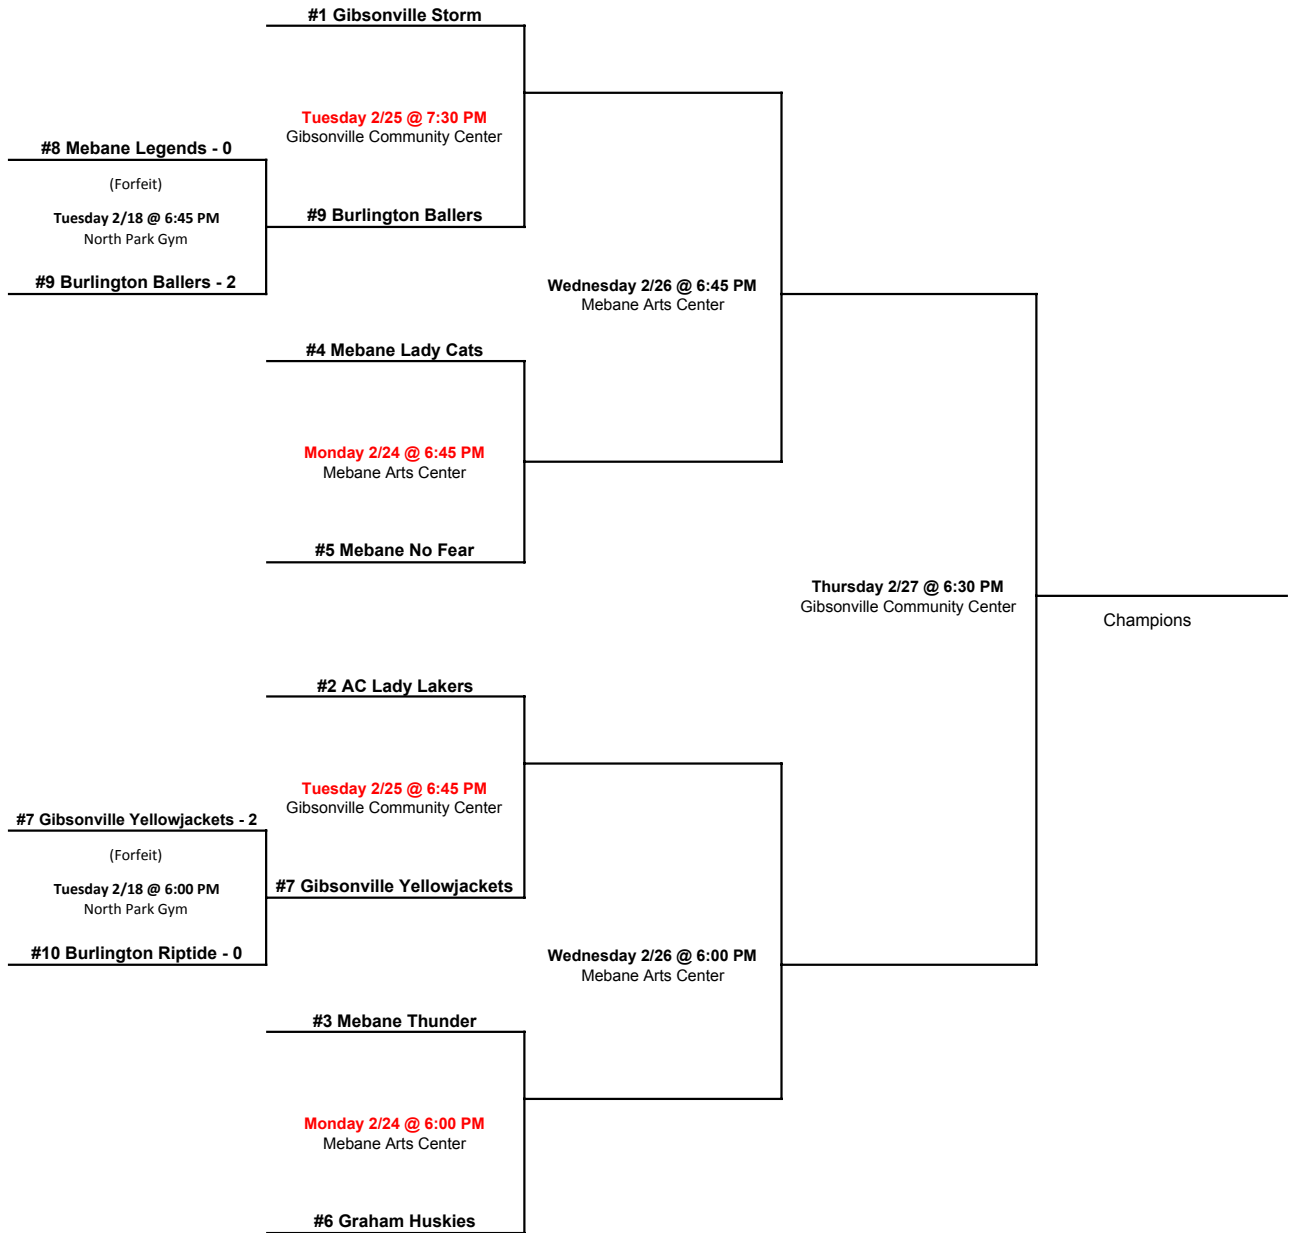 #1 Gibsonville Storm
Tuesday 2/25 @ 7:30 PM
Gibsonville Community Center
#8 Mebane Legends - 0
(Forfeit)
Tuesday 2/18 @ 6:45 PM
North Park Gym
#9 Burlington Ballers
#9 Burlington Ballers - 2
Wednesday 2/26 @ 6:45 PM
Mebane Arts Center
#4 Mebane Lady Cats
Monday 2/24 @ 6:45 PM
Mebane Arts Center
#5 Mebane No Fear
Thursday 2/27 @ 6:30 PM
Gibsonville Community Center
Champions
#2 AC Lady Lakers
Tuesday 2/25 @ 6:45 PM
Gibsonville Community Center
#7 Gibsonville Yellowjackets - 2
(Forfeit)
Tuesday 2/18 @ 6:00 PM
North Park Gym
#7 Gibsonville Yellowjackets
#10 Burlington Riptide - 0
Wednesday 2/26 @ 6:00 PM
Mebane Arts Center
#3 Mebane Thunder
Monday 2/24 @ 6:00 PM
Mebane Arts Center
#6 Graham Huskies